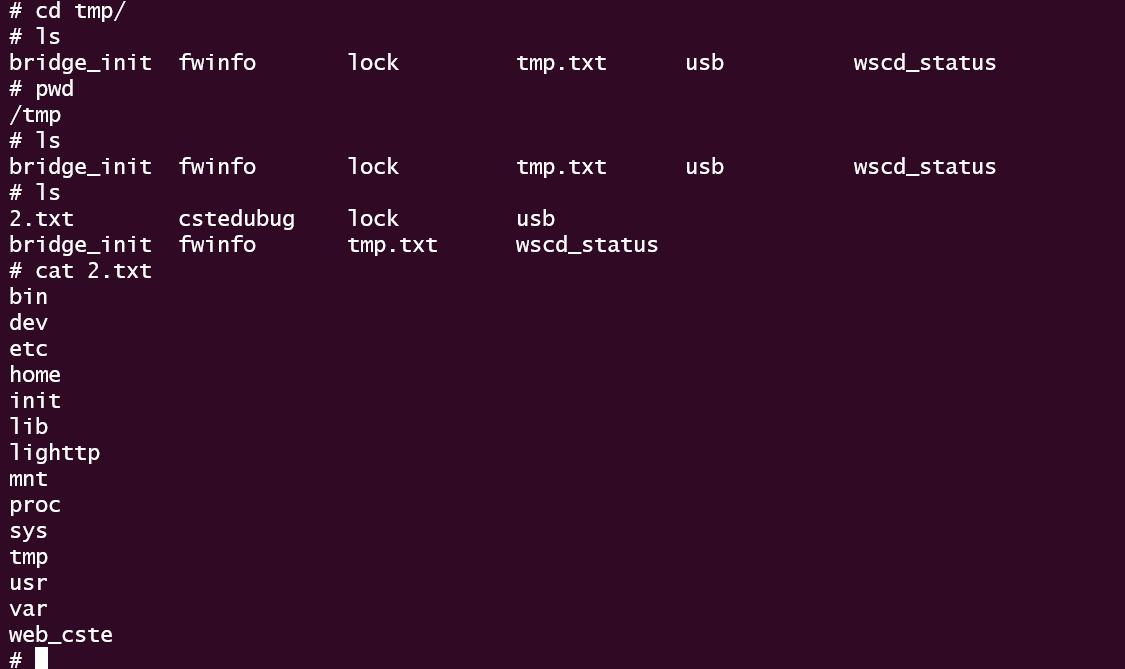 # cd tmp/
# ls
bridge_init  fwinfo       lock         tmp.txt      usb          wscd_status
# pwd
/tmp
# ls
bridge_init  fwinfo       lock         tmp.txt      usb          wscd_status
# ls
2.txt        cstedubug    lock         usb
bridge_init  fwinfo       tmp.txt      wscd_status
# cat 2.txt
bin
dev
etc
home
init
lib
lighttp
mnt
proc
sys
tmp
usr
var
web_cste
#